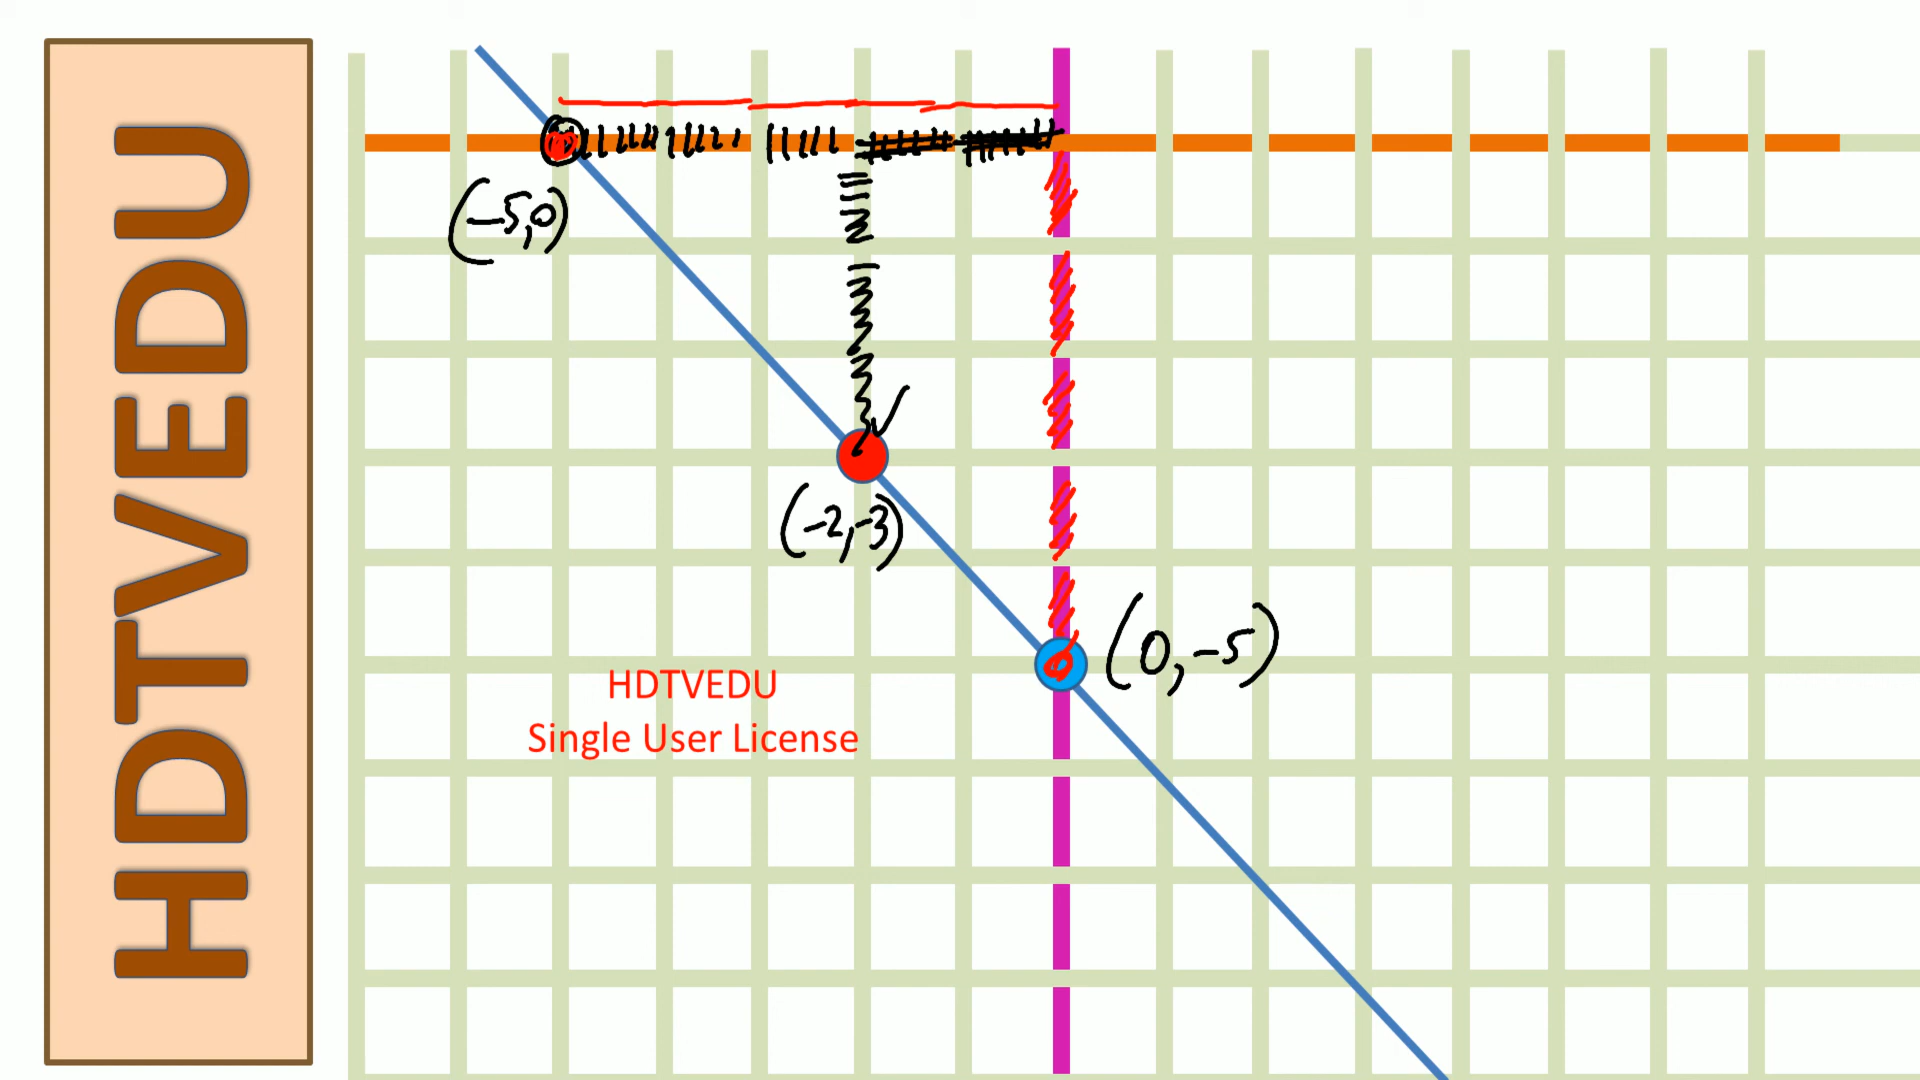 HDTVEDU
(-5,0)
(-2,-3)
(0,-5)
HDTVEDU
Single User License